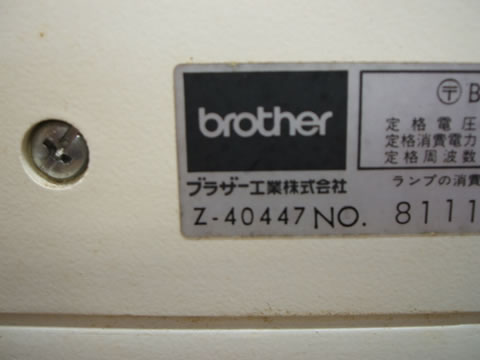 brother
ブラザー工業株式会社
Z-40447 NO. 8111
〒B
定格電圧
定格消費電力
定格周波数
ランプの消費